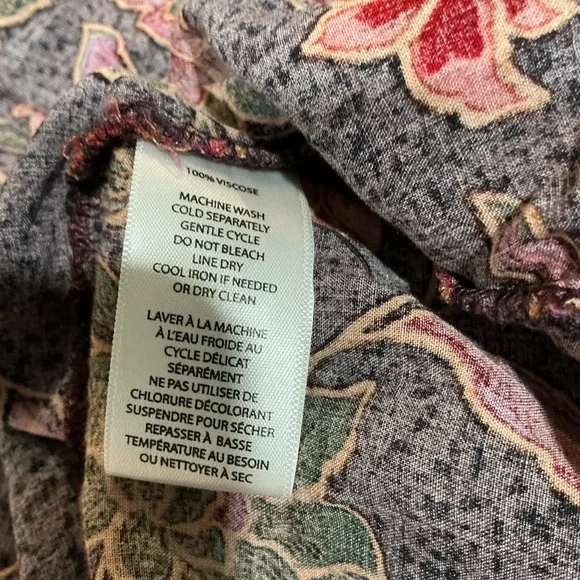 100% VISCOSE
MACHINE WASH
COLD SEPARATELY
GENTLE CYCLE
DO NOT BLEACH
LINE DRY
COOL IRON IF NEEDED
OR DRY CLEAN
LAVER À LA MACHINE
À L'EAU FROIDE AU
CYCLE DÉLICAT
SÉPARÉMENT
NE PAS UTILISER DE
CHLORURE DÉCOLORANT
SUSPENDRE POUR SÉCHER
REPASSER À BASSE
TEMPÉRATURE AU BESOIN
OU NETTOYER À SEC